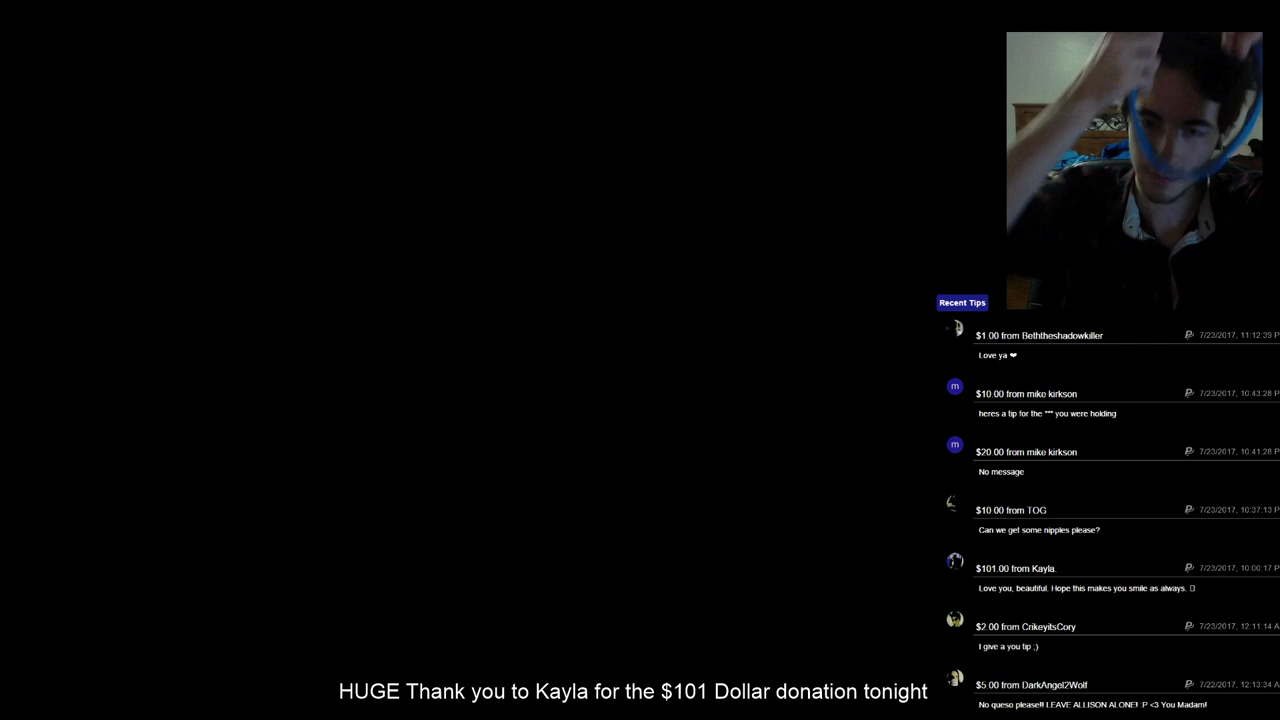 Recent Tips
$1.00 from Beththeshadowkiller 7/23/2017, 11:12:39 P
Love ya ❤
m
$10.00 from mike kirkson 7/23/2017, 10:43:28 P
heres a tip for the *** you were holding
m
$20.00 from mike kirkson 7/23/2017, 10:41:28 P
No message
$10.00 from TOG 7/23/2017, 10:37:13 P
Can we get some nipples please?
$101.00 from Kayla. 7/23/2017, 10:00:17 P
Love you, beautiful. Hope this makes you smile as always.
$2.00 from CrikeyitsCory 7/23/2017, 12:11:14 A
I give a you tip ;)
$5.00 from DarkAngel2Wolf 7/22/2017, 12:13:34 A
No queso please!! LEAVE ALLISON ALONE! :P <3 You Madam!
HUGE Thank you to Kayla for the $101 Dollar donation tonight